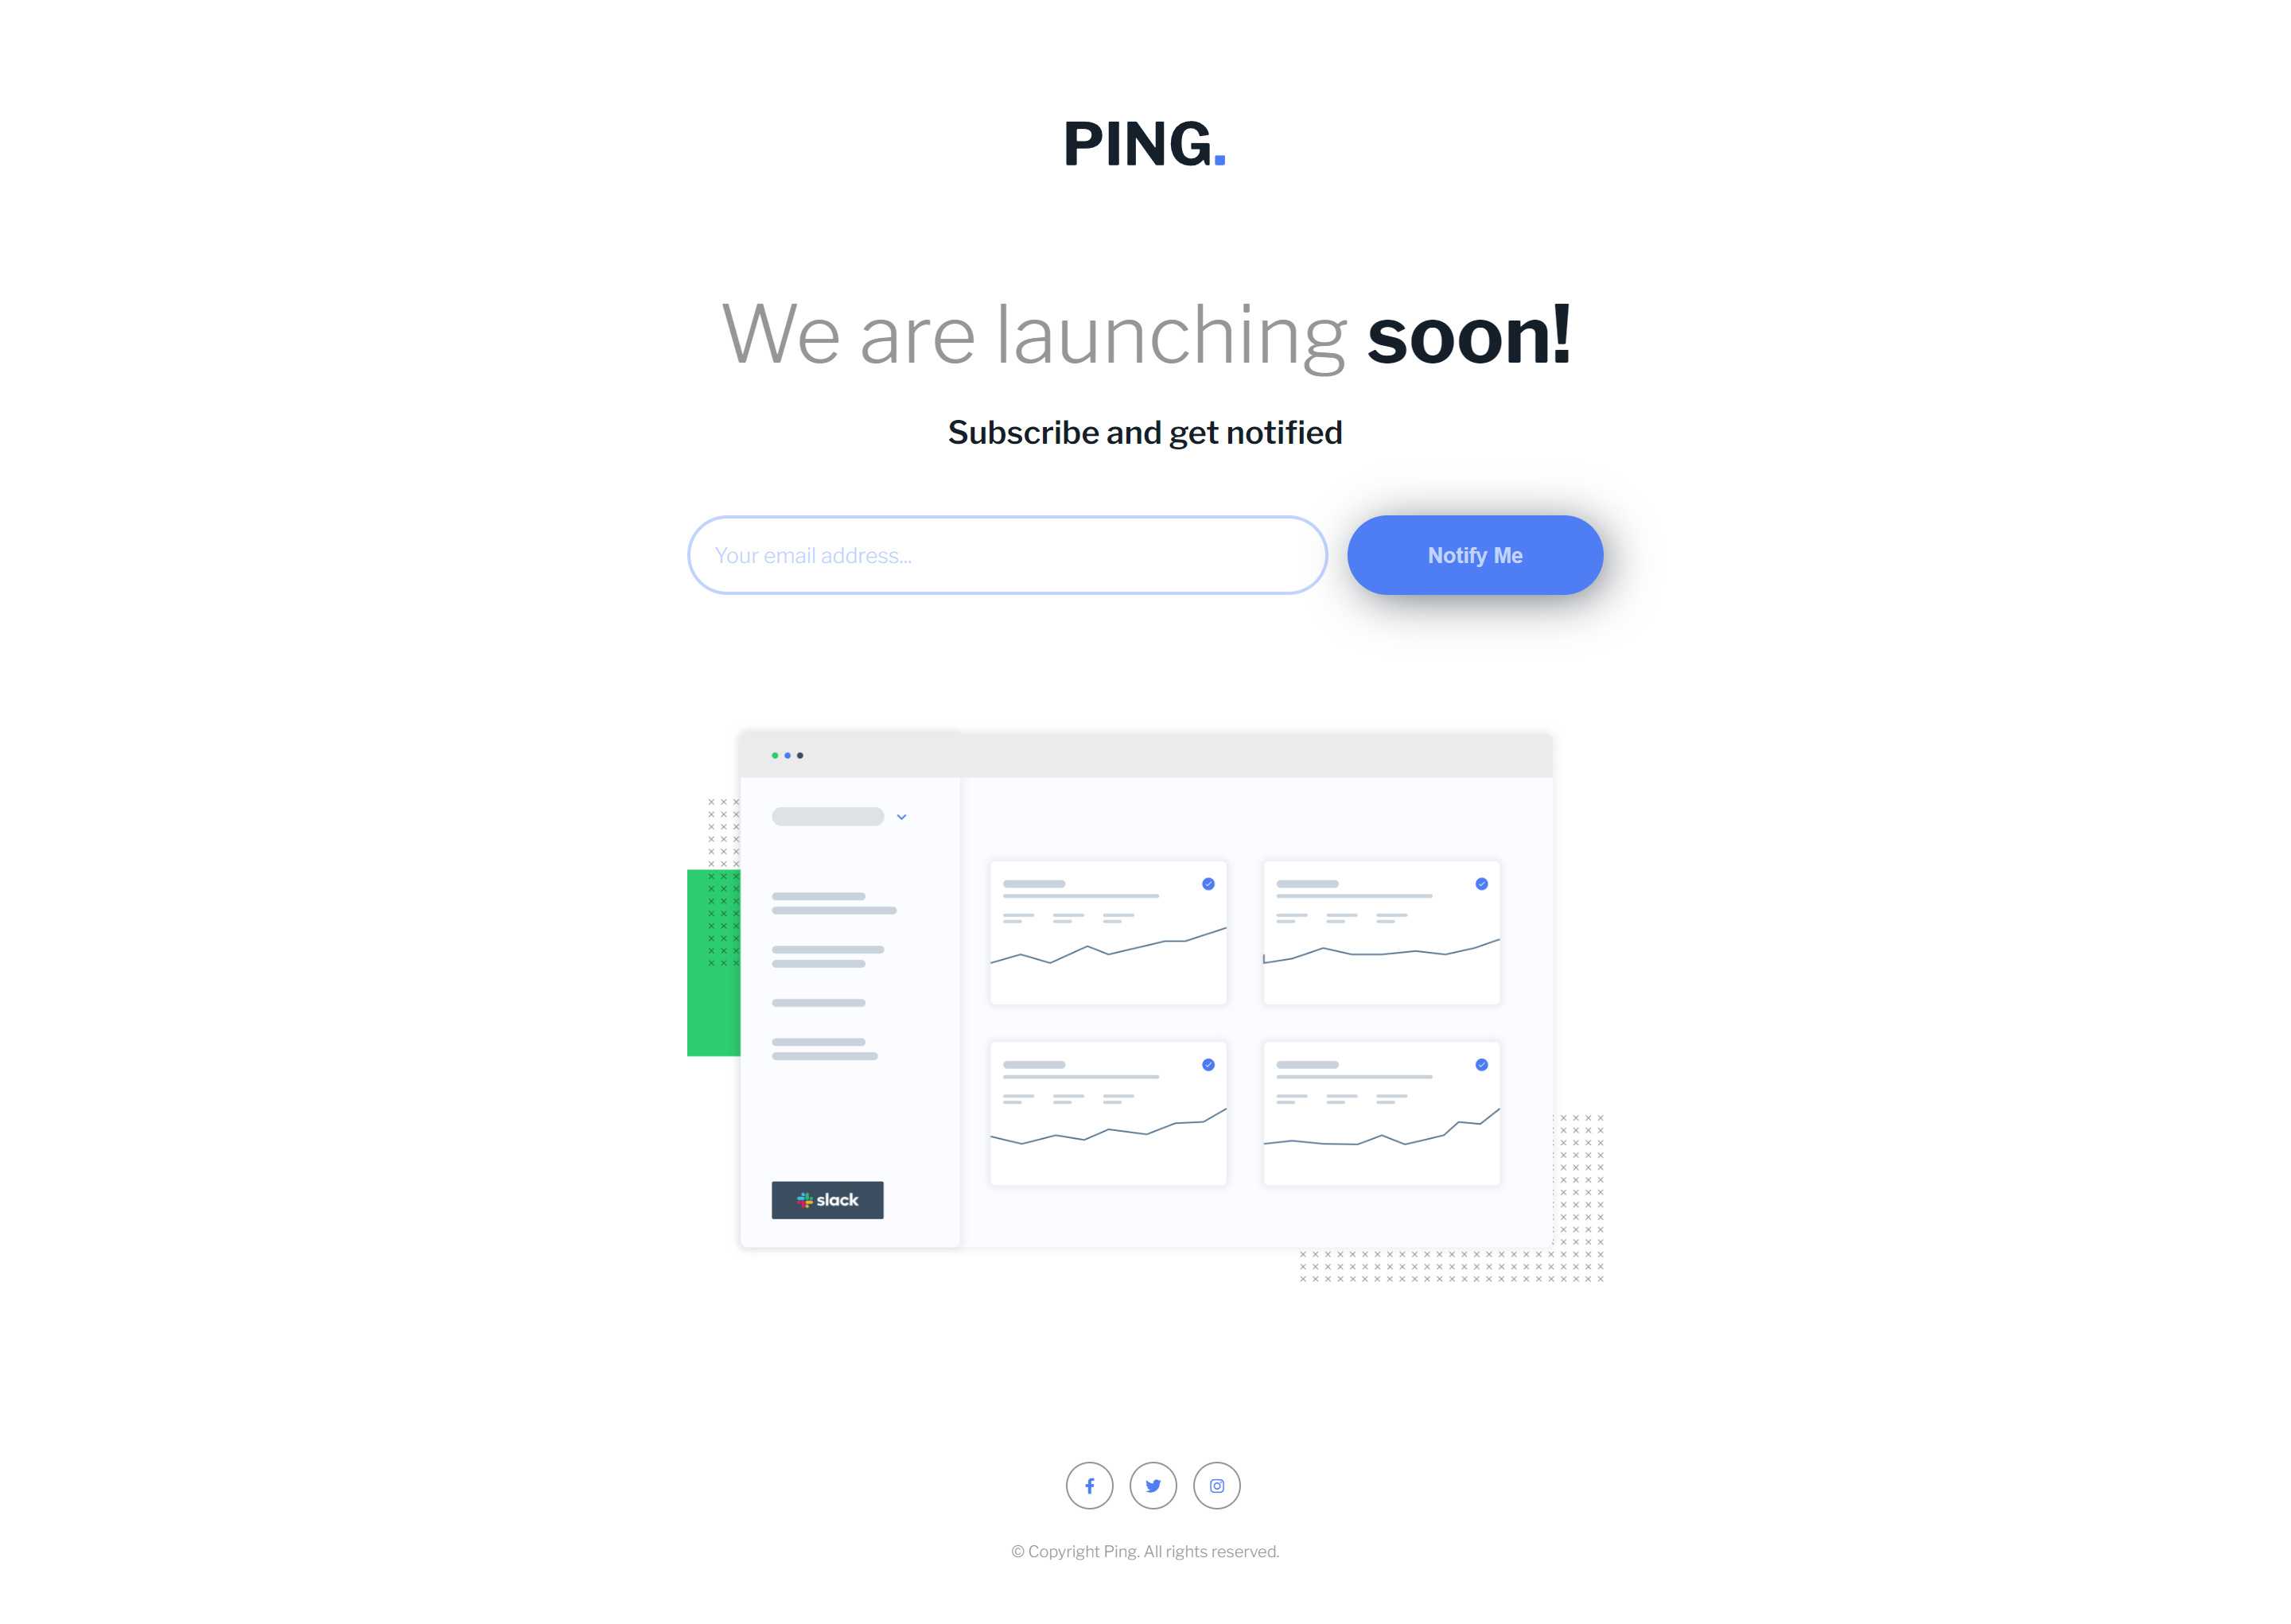 PING.
We are launching soon!
Subscribe and get notified
Your email address...
Notify Me
slack
© Copyright Ping. All rights reserved.